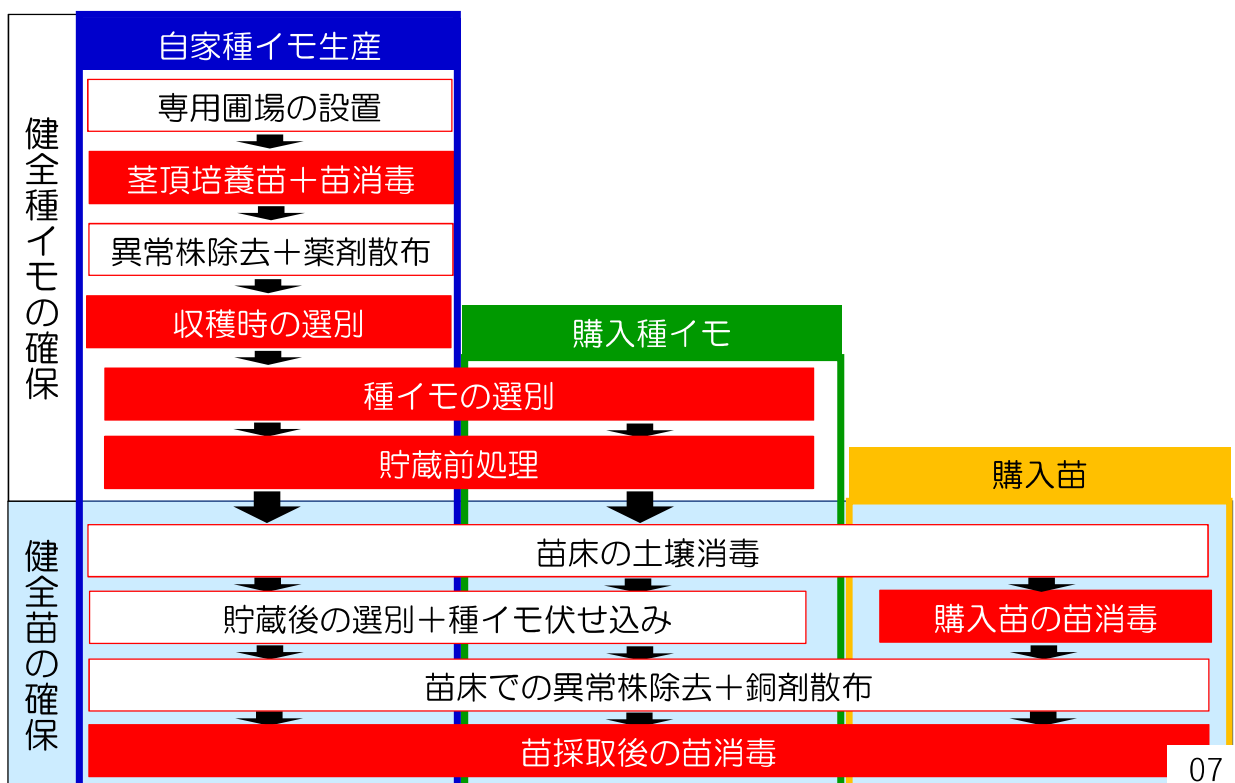 健全種イモの確保
自家種イモ生産
専用圃場の設置
茎頂培養苗＋苗消毒
異常株除去＋薬剤散布
収穫時の選別
購入種イモ
種イモの選別
貯蔵前処理
購入苗
健全苗の確保
苗床の土壌消毒
貯蔵後の選別＋種イモ伏せ込み
購入苗の苗消毒
苗床での異常株除去＋銅剤散布
苗採取後の苗消毒
07